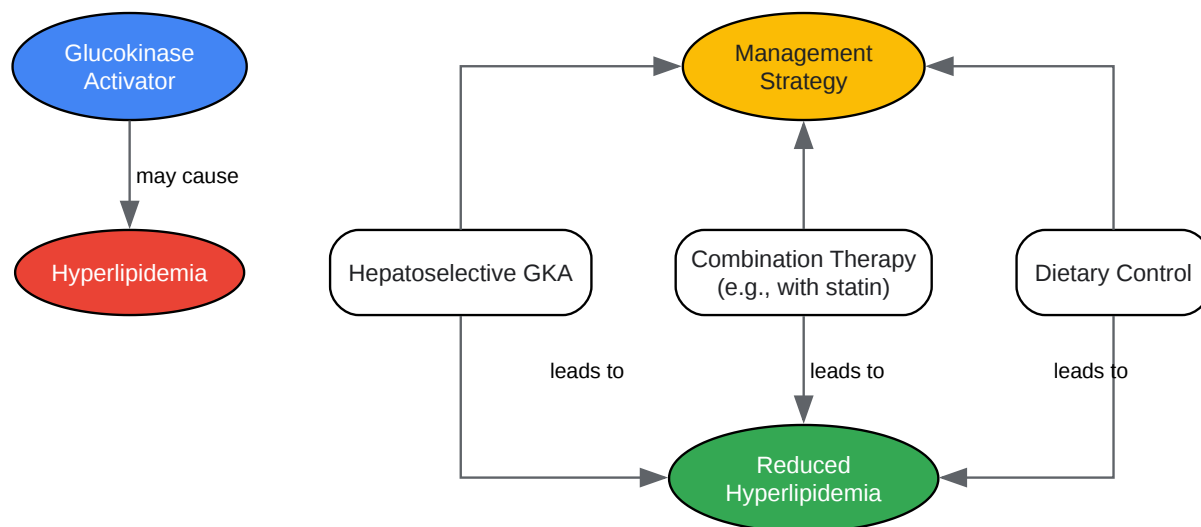 Glucokinase
Activator
Management
Strategy
may cause
Hyperlipidemia
Hepatoselective GKA
Combination Therapy
(e.g., with statin)
Dietary Control
leads to
leads to
leads to
Reduced
Hyperlipidemia